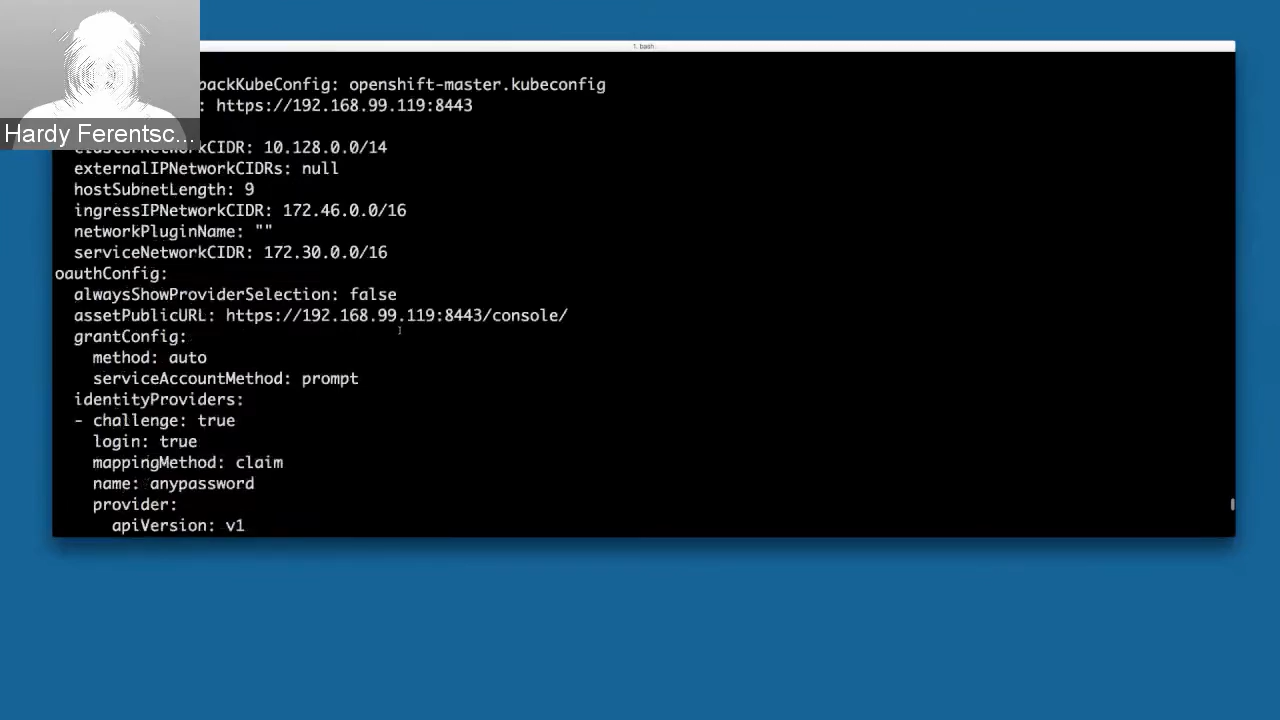 1. bash
packKubeConfig: openshift-master.kubeconfig
: https://192.168.99.119:8443
Hardy Ferentsc...
clusterNetworkCIDR: 10.128.0.0/14
externalIPNetworkCIDRs: null
hostSubnetLength: 9
ingressIPNetworkCIDR: 172.46.0.0/16
networkPluginName: ""
serviceNetworkCIDR: 172.30.0.0/16
oauthConfig:
alwaysShowProviderSelection: false
assetPublicURL: https://192.168.99.119:8443/console/
grantConfig:
method: auto
serviceAccountMethod: prompt
identityProviders:
- challenge: true
login: true
mappingMethod: claim
name: anypassword
provider:
apiVersion: v1